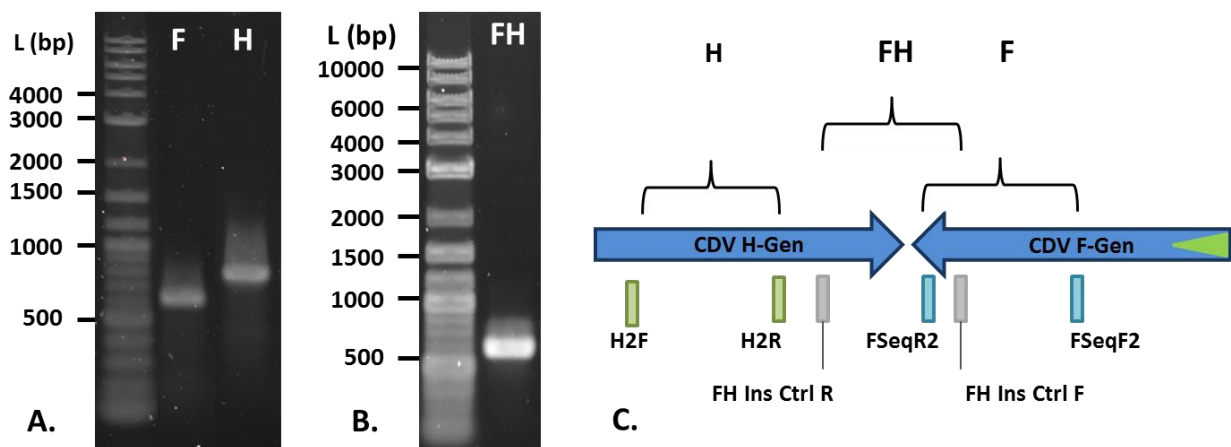 L (bp)
F
H
4000
3000
2000
1500
1000
500
A.
L (bp)
FH
10000
6000
4000
3000
2000
1500
1000
500
B.
H
FH
F
CDV H-Gen
CDV F-Gen
H2F
H2R
FSeqR2
FSeqF2
FH Ins Ctrl R
FH Ins Ctrl F
C.